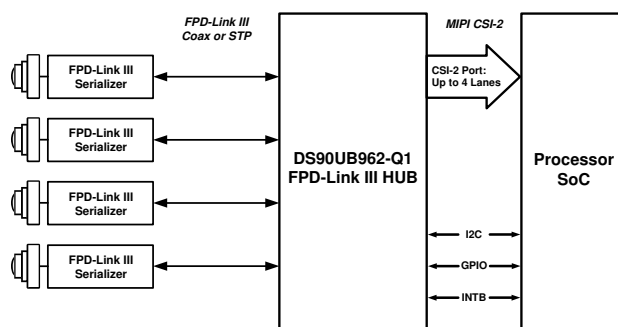 FPD-Link III
Coax or STP
MIPI CSI-2
FPD-Link III
Serializer
CSI-2 Port:
Up to 4 Lanes
FPD-Link III
Serializer
DS90UB962-Q1
FPD-Link III HUB
Processor
SoC
FPD-Link III
Serializer
I2C
FPD-Link III
Serializer
GPIO
INTB